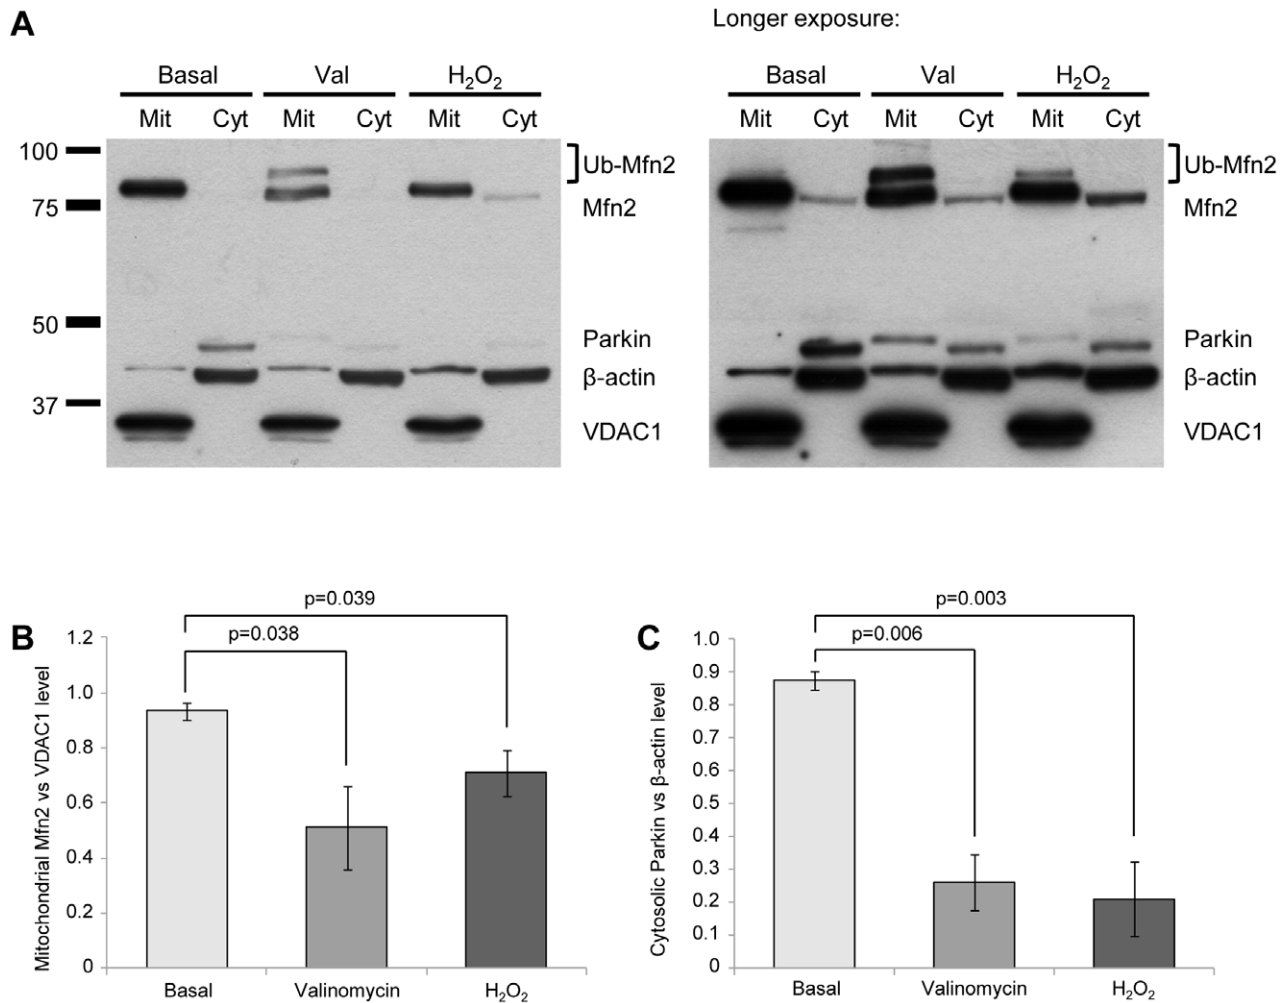 A
Longer exposure:
Basal Val H₂O₂
Mit Cyt Mit Cyt Mit Cyt
100
75
50
37
Ub-Mfn2
Mfn2
Parkin
β-actin
VDAC1
Basal Val H₂O₂
Mit Cyt Mit Cyt Mit Cyt
Ub-Mfn2
Mfn2
Parkin
β-actin
VDAC1
B
p=0.039
p=0.038
Mitochondrial Mfn2 vs VDAC1 level
1.2
1.0
0.8
0.6
0.4
0.2
0
Basal Valinomycin H₂O₂
C
p=0.003
p=0.006
Cytosolic Parkin vs β-actin level
1.0
0.9
0.8
0.7
0.6
0.5
0.4
0.3
0.2
0.1
0
Basal Valinomycin H₂O₂